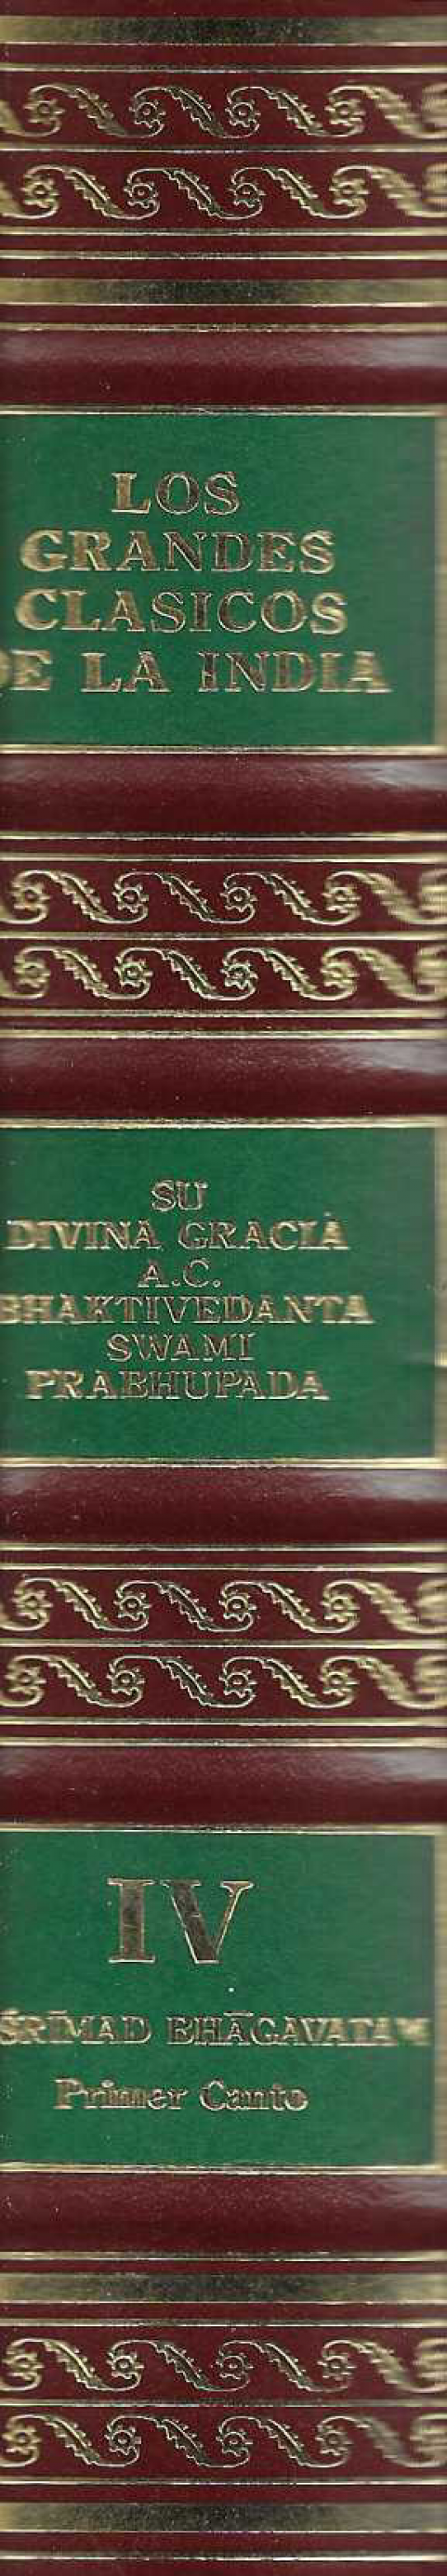 LOS
GRANDES
CLASICOS
DE LA INDIA
SU
DIVINA GRACIA
A.C.
BHAKTIVEDANTA
SWAMI
PRABHUPADA
IV
ŚRĪMAD BHĀGAVATAM
Primer Canto